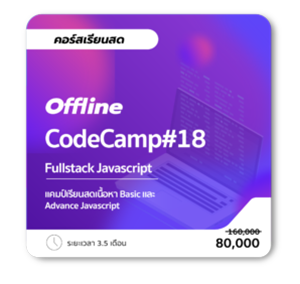 คอร์สเรียนสด
Offline
CodeCamp#18
Fullstack Javascript
แคมป์เรียนสดเนื้อหา Basic และ
Advance Javascript
160,000
ระยะเวลา 3.5 เดือน
80,000